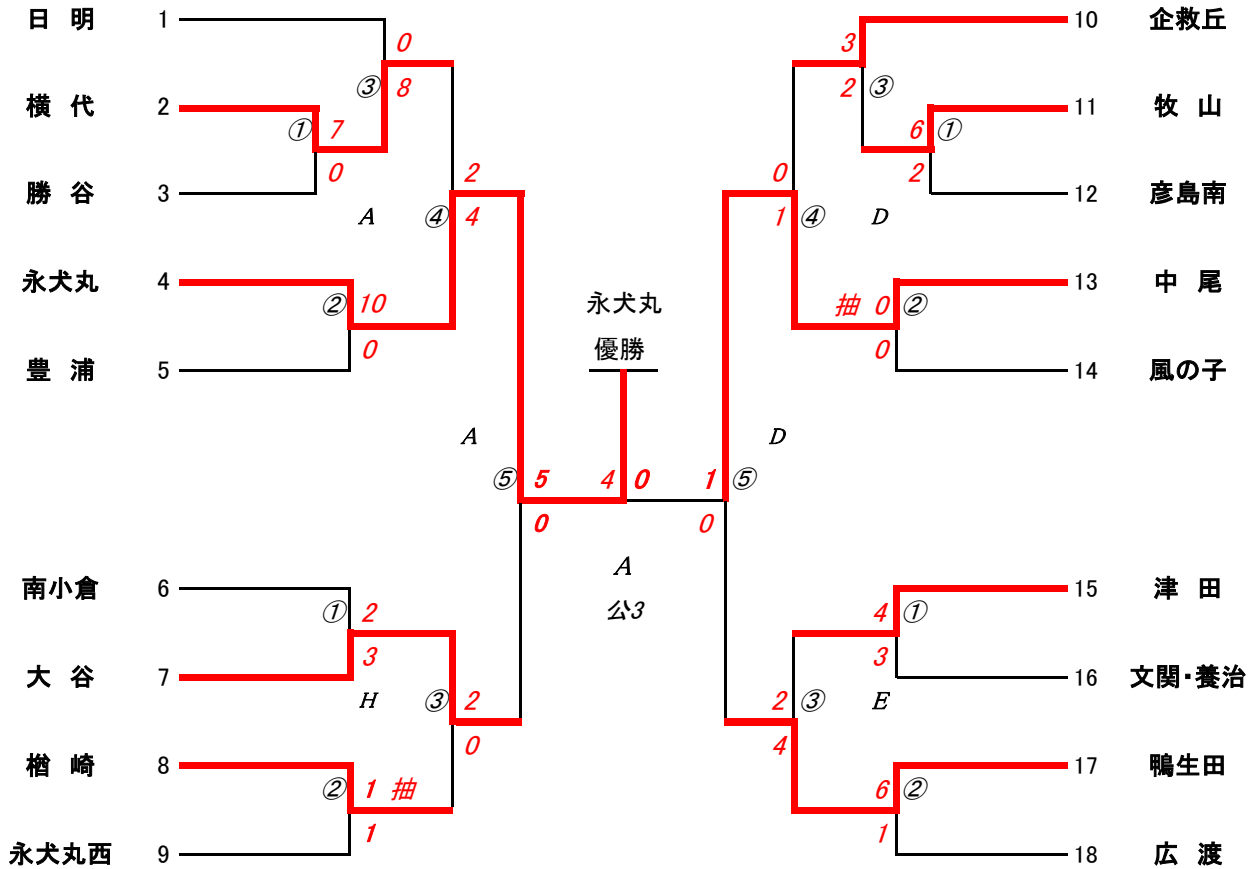 日 明 1
0
③ 8
横 代 2
① 7
0
勝 谷 3
A
2
④ 4
永犬丸 4
② 10
0
豊 浦 5
A
⑤ 5
0
南小倉 6
① 2
3
大 谷 7
H
③ 2
0
楢 崎 8
② 1 抽
1
永犬丸西 9
永犬丸
優勝
4 0
A
公3
10 企救丘
3
2 ③
11 牧 山
6 ①
2
12 彦島南
D
0
1 ④
13 中 尾
抽 0 ②
0
14 風の子
D
1 ⑤
0
15 津 田
4 ①
3
16 文関・養治
E
2 ③
4
17 鴨生田
6 ②
1
18 広 渡